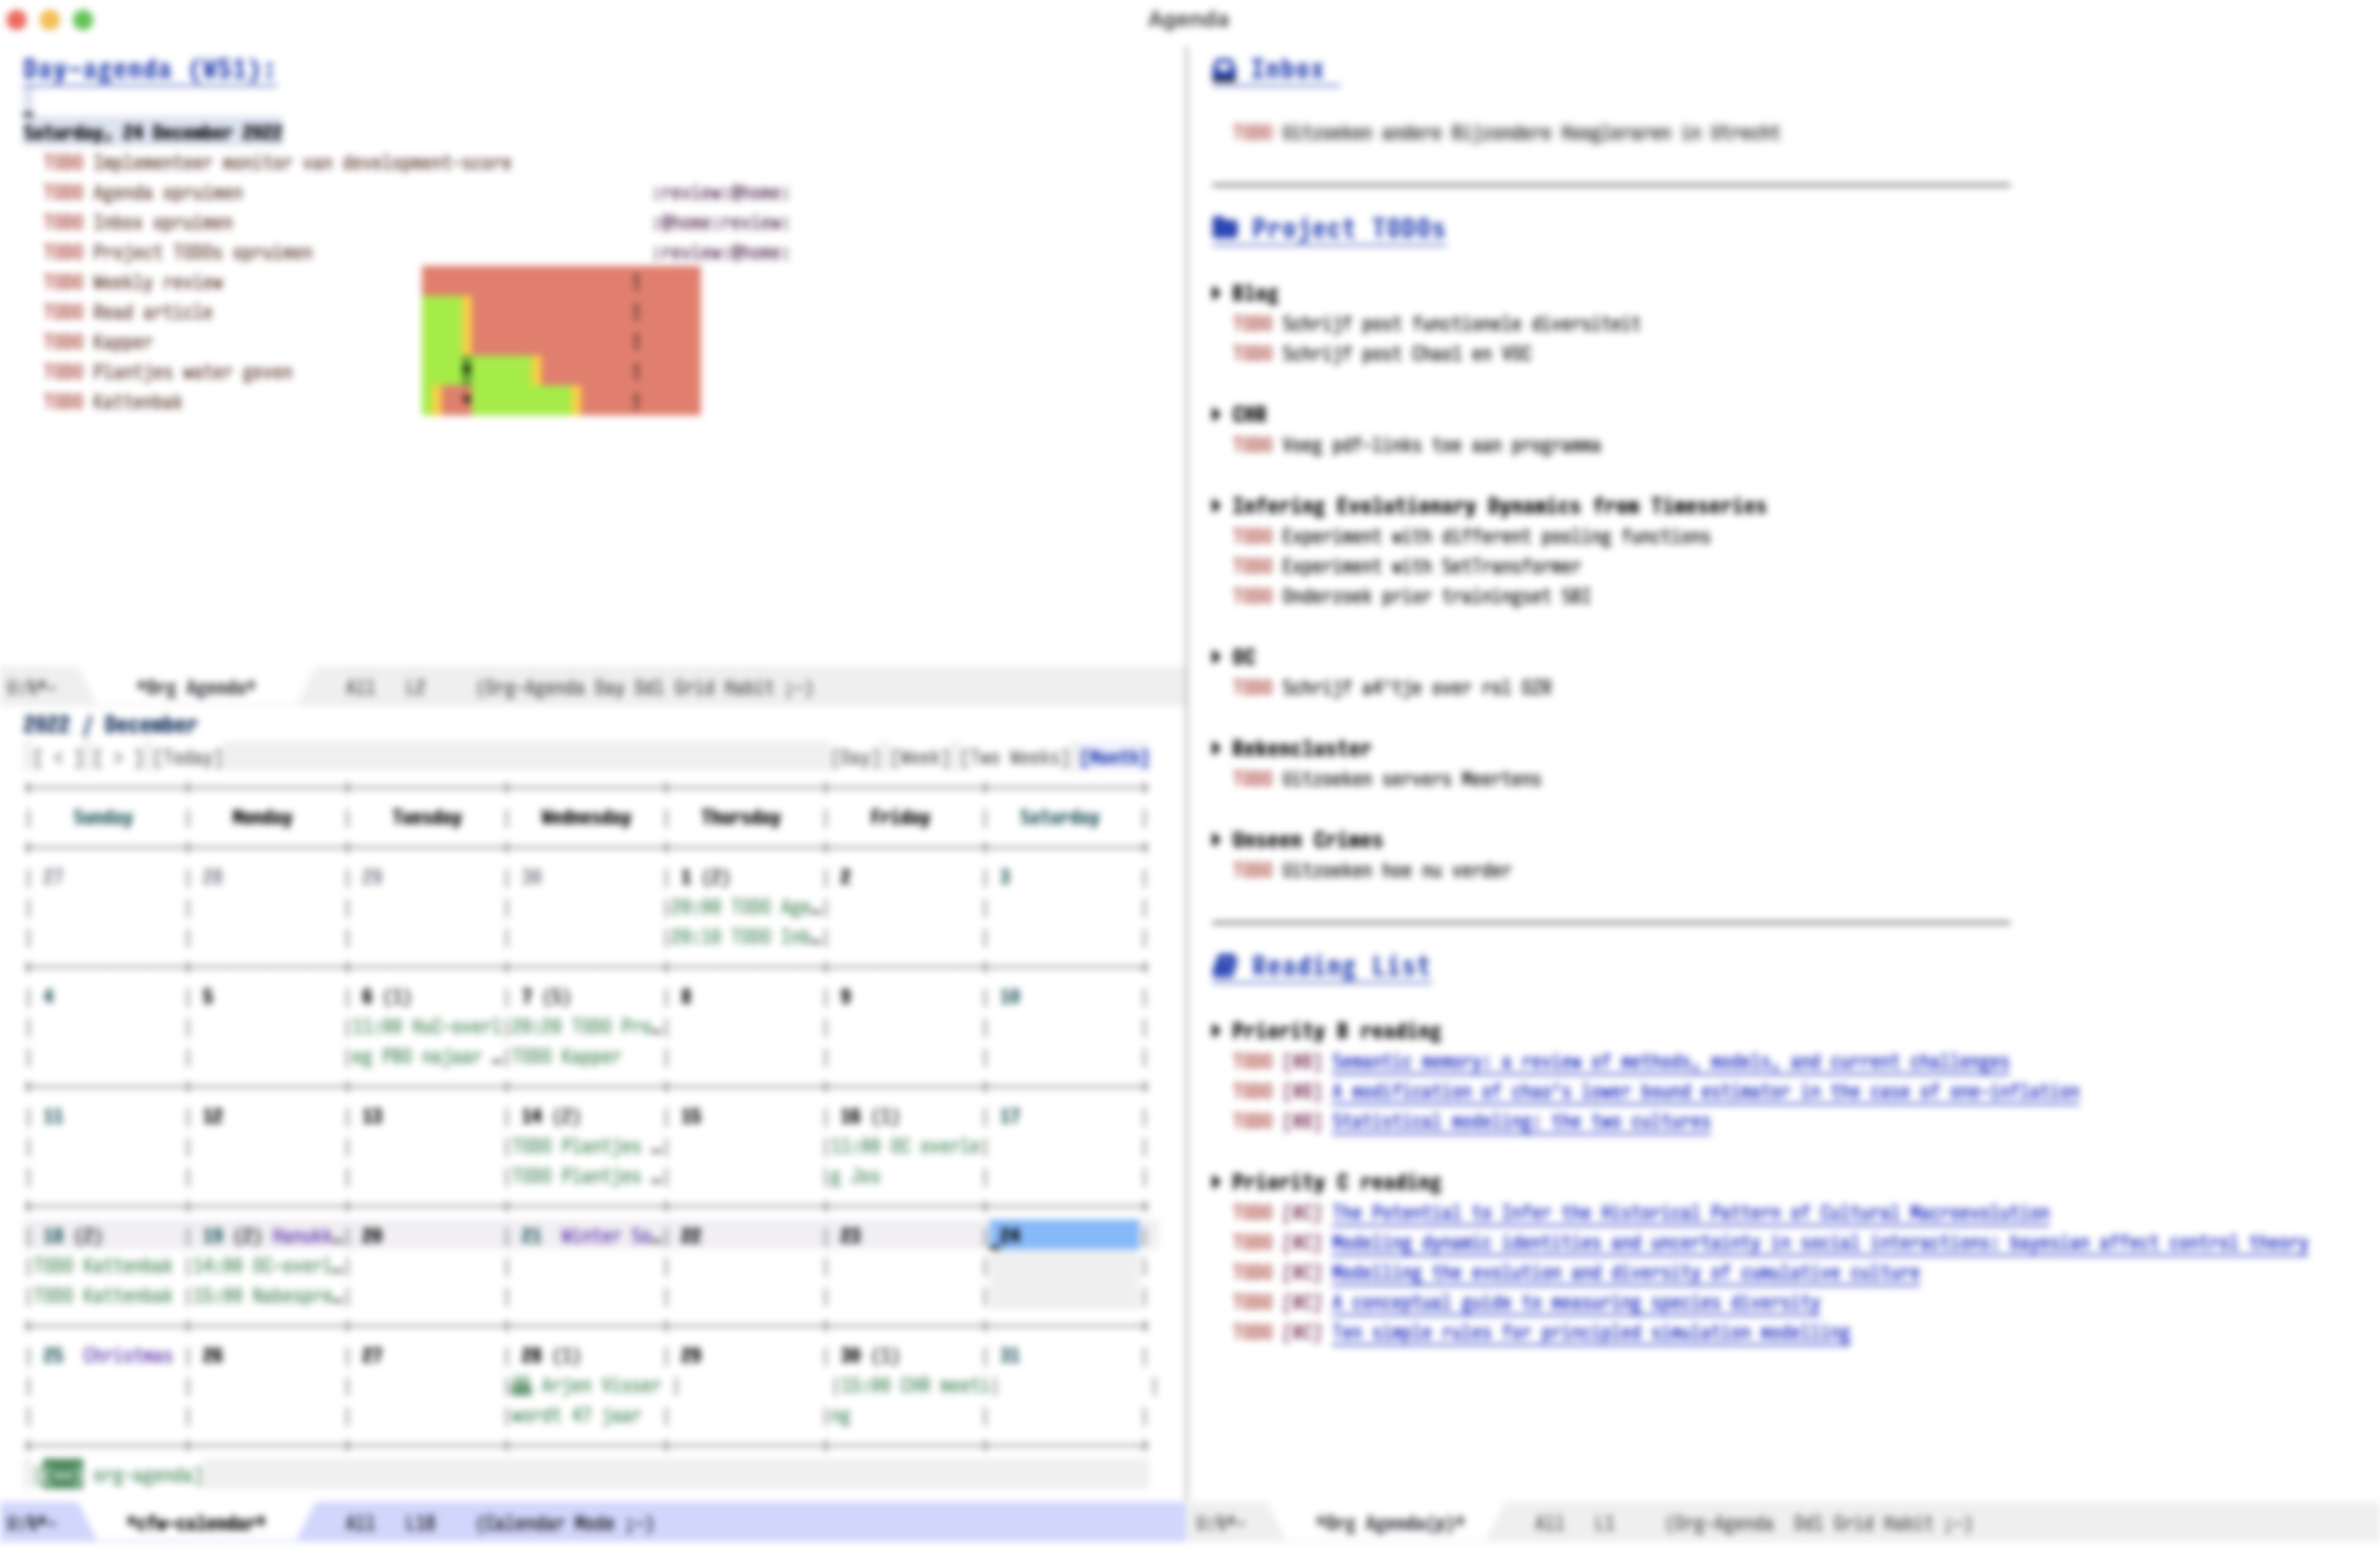 Agenda
Day-agenda (W51):
Saturday, 24 December 2022
TODO Implementeer monitor van development-score
TODO Agenda opruimen :review:@home:
TODO Inbox opruimen :@home:review:
TODO Project TODOs opruimen :review:@home:
TODO Weekly review
TODO Read article
TODO Kapper
TODO Plantjes water geven
TODO Kattenbak
U:%*- *Org Agenda* All L2 (Org-Agenda Day Ddl Grid Habit ;-)
2022 / December
[ < ] [ > ] [Today] [Day] [Week] [Two Weeks] [Month]
Sunday Monday Tuesday Wednesday Thursday Friday Saturday
27 28 29 30 1 (2) 2 3
20:00 TODO Age…
20:10 TODO Inb…
4 5 6 (1) 7 (5) 8 9 10
11:00 HuC-overl 20:20 TODO Pro…
eg PBO najaar … TODO Kapper
11 12 13 14 (2) 15 16 (1) 17
TODO Plantjes … 11:00 OC overle
TODO Plantjes … g Jos
18 (2) 19 (2) Hanukk… 20 21 Winter So… 22 23 24
TODO Kattenbak 14:00 OC-overl…
TODO Kattenbak 15:00 Nabespre…
25 Christmas 26 27 28 (1) 29 30 (1) 31
Arjen Visser 15:00 CHR meeti
wordt 47 jaar ng
org-agenda]
U:%*- *cfw-calendar* All L18 (Calendar Mode ;-)
Inbox
TODO Uitzoeken andere Bijzondere Hoogleraren in Utrecht
Project TODOs
Blog
TODO Schrijf post functionele diversiteit
TODO Schrijf post Chao1 en VOC
CHR
TODO Voeg pdf-links toe aan programma
Infering Evolutionary Dynamics from Timeseries
TODO Experiment with different pooling functions
TODO Experiment with SetTransformer
TODO Onderzoek prior trainingset SBI
OC
TODO Schrijf a4'tje over rol OZR
Rekencluster
TODO Uitzoeken servers Meertens
Unseen Crimes
TODO Uitzoeken hoe nu verder
Reading List
Priority B reading
TODO [#B] Semantic memory: a review of methods, models, and current challenges
TODO [#B] A modification of chao's lower bound estimator in the case of one-inflation
TODO [#B] Statistical modeling: the two cultures
Priority C reading
TODO [#C] The Potential to Infer the Historical Pattern of Cultural Macroevolution
TODO [#C] Modeling dynamic identities and uncertainty in social interactions: bayesian affect control theory
TODO [#C] Modelling the evolution and diversity of cumulative culture
TODO [#C] A conceptual guide to measuring species diversity
TODO [#C] Ten simple rules for principled simulation modelling
U:%*- *Org Agenda(p)* All L1 (Org-Agenda Ddl Grid Habit ;-)